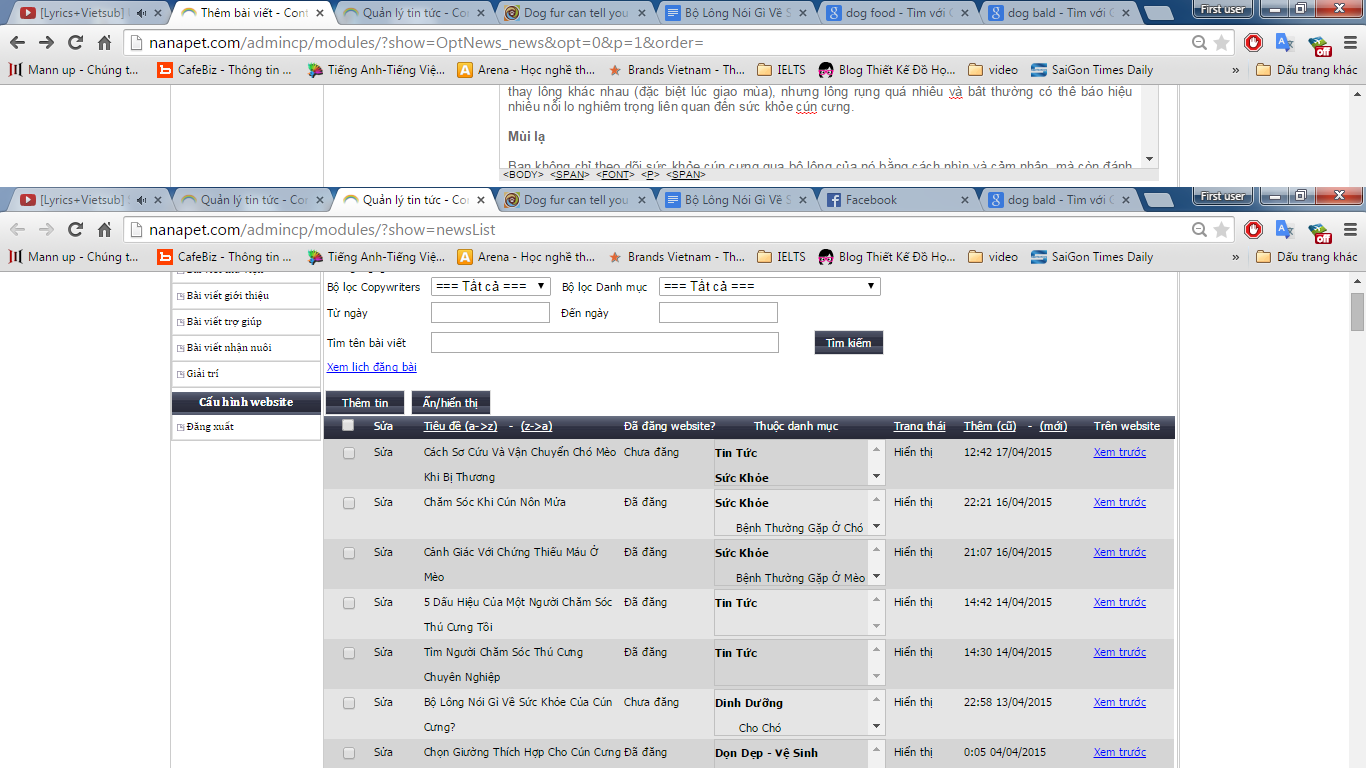 [Lyrics+Vietsub] Thêm bài viết - Cont Quản lý tin tức - Con Dog fur can tell you Bộ Lông Nói Gì Về S dog food - Tìm với G dog bald - Tìm với G First user
nanapet.com/admincp/modules/?show=OptNews_news&opt=0&p=1&order=
Mann up - Chúng t... CafeBiz - Thông tin ... Tiếng Anh-Tiếng Việ... Arena - Học nghề th... Brands Vietnam - Th... IELTS Blog Thiết Kế Đồ Họ... video SaiGon Times Daily » Dấu trang khác
thay lông khác nhau (đặc biệt lúc giao mùa), nhưng lông rụng quá nhiều và bất thường có thể báo hiệu
nhiều nỗi lo nghiêm trọng liên quan đến sức khỏe cún cưng.
Mùi lạ
Bạn không chỉ theo dõi sức khỏe cún cưng qua bộ lông của nó bằng cách nhìn và cảm nhận, mà còn đánh
<BODY> <SPAN> <FONT> <P> <SPAN>
[Lyrics+Vietsub] Quản lý tin tức - Con Quản lý tin tức - Con Dog fur can tell you Bộ Lông Nói Gì Về S Facebook dog bald - Tìm với G First user
nanapet.com/admincp/modules/?show=newsList
Mann up - Chúng t... CafeBiz - Thông tin ... Tiếng Anh-Tiếng Việ... Arena - Học nghề th... Brands Vietnam - Th... IELTS Blog Thiết Kế Đồ Họ... video SaiGon Times Daily » Dấu trang khác
Bộ lọc Copywriters === Tất cả === Bộ lọc Danh mục === Tất cả ===
Bài viết giới thiệu
Từ ngày Đến ngày
Bài viết trợ giúp
Bài viết nhận nuôi Tìm tên bài viết Tìm kiếm
Giải trí Xem lịch đăng bài
Cấu hình website Thêm tin Ẩn/hiển thị
Đăng xuất Sửa Tiêu đề (a->z) - (z->a) Đã đăng website? Thuộc danh mục Trang thái Thêm (cũ) - (mới) Trên website
Sửa Cách Sơ Cứu Và Vận Chuyển Chó Mèo Chưa đăng Tin Tức Hiển thị 12:42 17/04/2015 Xem trước
Khi Bị Thương Sức Khỏe
Sửa Chăm Sóc Khi Cún Nôn Mửa Đã đăng Sức Khỏe Hiển thị 22:21 16/04/2015 Xem trước
Bệnh Thường Gặp Ở Chó
Sửa Cảnh Giác Với Chứng Thiếu Máu Ở Đã đăng Sức Khỏe Hiển thị 21:07 16/04/2015 Xem trước
Mèo Bệnh Thường Gặp Ở Mèo
Sửa 5 Dấu Hiệu Của Một Người Chăm Sóc Đã đăng Tin Tức Hiển thị 14:42 14/04/2015 Xem trước
Thú Cưng Tồi
Sửa Tìm Người Chăm Sóc Thú Cưng Đã đăng Tin Tức Hiển thị 14:30 14/04/2015 Xem trước
Chuyên Nghiệp
Sửa Bộ Lông Nói Gì Về Sức Khỏe Của Cún Chưa đăng Dinh Dưỡng Hiển thị 22:58 13/04/2015 Xem trước
Cưng? Cho Chó
Sửa Chọn Giường Thích Hợp Cho Cún Cưng Đã đăng Dọn Dẹp - Vệ Sinh Hiển thị 0:05 04/04/2015 Xem trước